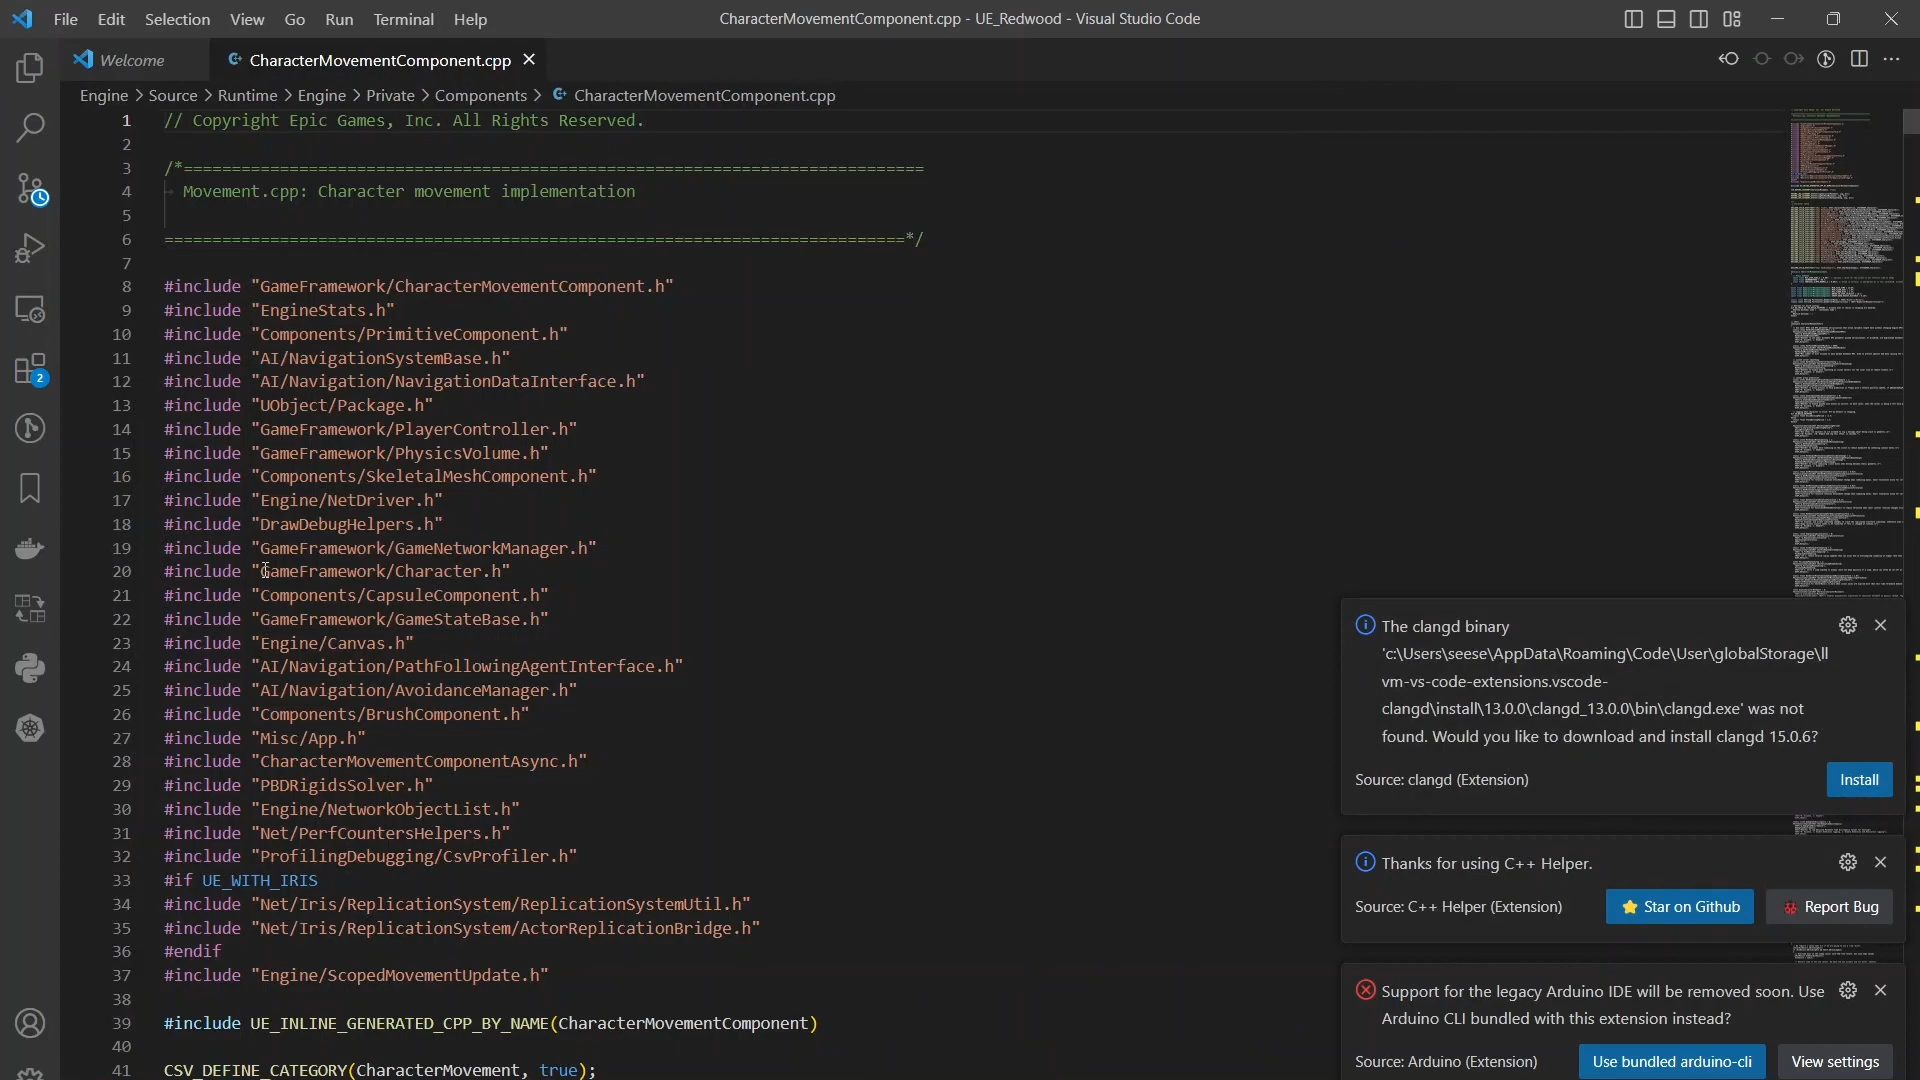 File Edit Selection View Go Run Terminal Help
CharacterMovementComponent.cpp - UE_Redwood - Visual Studio Code
Welcome
CharacterMovementComponent.cpp
Engine > Source > Runtime > Engine > Private > Components > CharacterMovementComponent.cpp
1 // Copyright Epic Games, Inc. All Rights Reserved.
2
3 /*=============================================================================
4 Movement.cpp: Character movement implementation
5
6 =============================================================================*/
7
8 #include "GameFramework/CharacterMovementComponent.h"
9 #include "EngineStats.h"
10 #include "Components/PrimitiveComponent.h"
11 #include "AI/NavigationSystemBase.h"
12 #include "AI/Navigation/NavigationDataInterface.h"
13 #include "UObject/Package.h"
14 #include "GameFramework/PlayerController.h"
15 #include "GameFramework/PhysicsVolume.h"
16 #include "Components/SkeletalMeshComponent.h"
17 #include "Engine/NetDriver.h"
18 #include "DrawDebugHelpers.h"
19 #include "GameFramework/GameNetworkManager.h"
20 #include "GameFramework/Character.h"
21 #include "Components/CapsuleComponent.h"
22 #include "GameFramework/GameStateBase.h"
23 #include "Engine/Canvas.h"
24 #include "AI/Navigation/PathFollowingAgentInterface.h"
25 #include "AI/Navigation/AvoidanceManager.h"
26 #include "Components/BrushComponent.h"
27 #include "Misc/App.h"
28 #include "CharacterMovementComponentAsync.h"
29 #include "PBDRigidsSolver.h"
30 #include "Engine/NetworkObjectList.h"
31 #include "Net/PerfCountersHelpers.h"
32 #include "ProfilingDebugging/CsvProfiler.h"
33 #if UE_WITH_IRIS
34 #include "Net/Iris/ReplicationSystem/ReplicationSystemUtil.h"
35 #include "Net/Iris/ReplicationSystem/ActorReplicationBridge.h"
36 #endif
37 #include "Engine/ScopedMovementUpdate.h"
38
39 #include UE_INLINE_GENERATED_CPP_BY_NAME(CharacterMovementComponent)
40
41 CSV_DEFINE_CATEGORY(CharacterMovement, true);
2
The clangd binary
'c:\Users\seese\AppData\Roaming\Code\User\globalStorage\ll
vm-vs-code-extensions.vscode-
clangd\install\13.0.0\clangd_13.0.0\bin\clangd.exe' was not
found. Would you like to download and install clangd 15.0.6?
Source: clangd (Extension)
Install
Thanks for using C++ Helper.
Source: C++ Helper (Extension)
Star on Github
Report Bug
Support for the legacy Arduino IDE will be removed soon. Use
Arduino CLI bundled with this extension instead?
Source: Arduino (Extension)
Use bundled arduino-cli
View settings